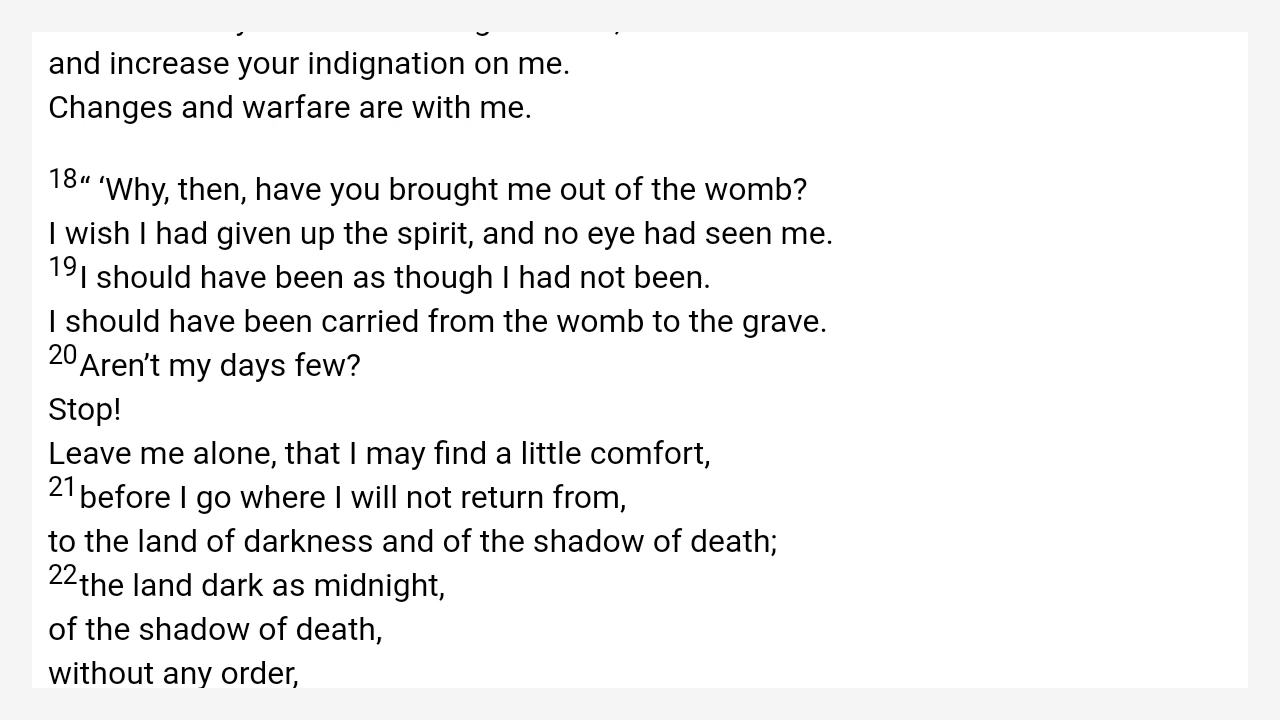 and increase your indignation on me.
Changes and warfare are with me.
18“ ‘Why, then, have you brought me out of the womb?
I wish I had given up the spirit, and no eye had seen me.
19I should have been as though I had not been.
I should have been carried from the womb to the grave.
20Aren’t my days few?
Stop!
Leave me alone, that I may find a little comfort,
21before I go where I will not return from,
to the land of darkness and of the shadow of death;
22the land dark as midnight,
of the shadow of death,
without any order,